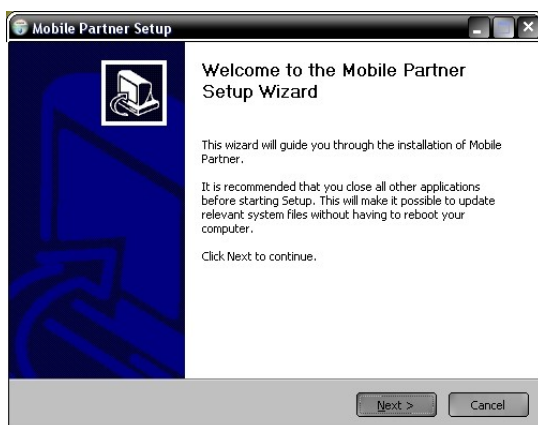 Mobile Partner Setup
Welcome to the Mobile Partner
Setup Wizard
This wizard will guide you through the installation of Mobile
Partner.
It is recommended that you close all other applications
before starting Setup. This will make it possible to update
relevant system files without having to reboot your
computer.
Click Next to continue.
Next >
Cancel